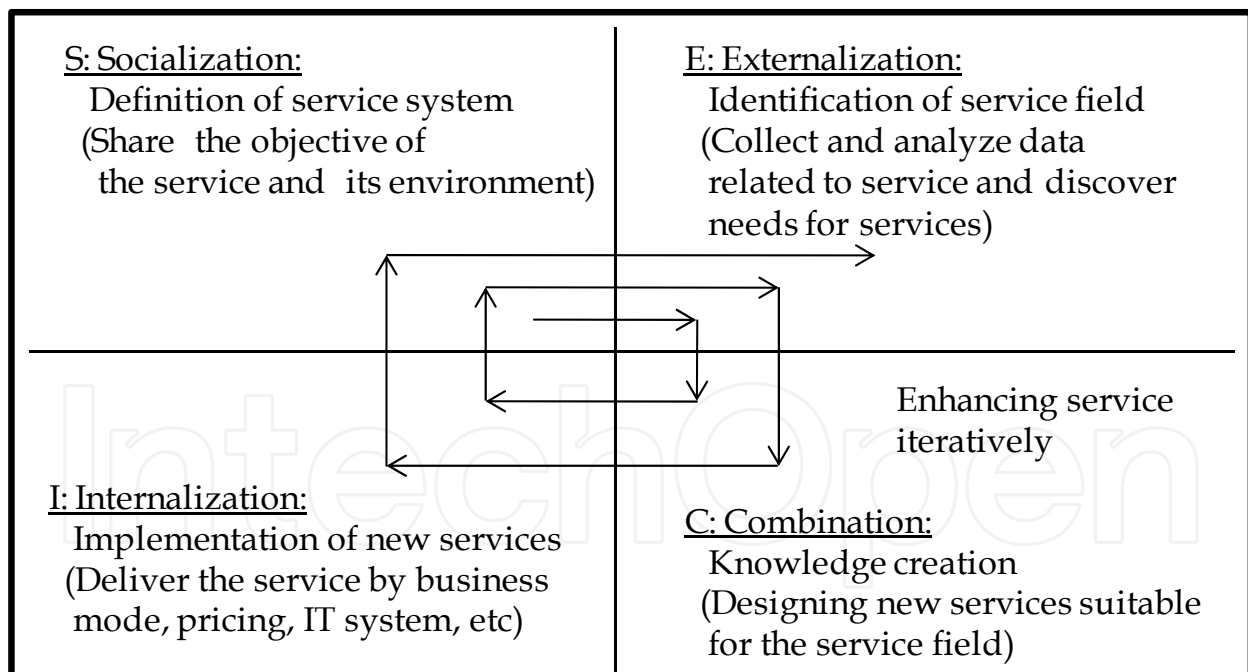 S: Socialization:
Definition of service system
(Share the objective of
the service and its environment)
E: Externalization:
Identification of service field
(Collect and analyze data
related to service and discover
needs for services)
Enhancing service
iteratively
I: Internalization:
Implementation of new services
(Deliver the service by business
mode, pricing, IT system, etc)
C: Combination:
Knowledge creation
(Designing new services suitable
for the service field)
IntechOpen